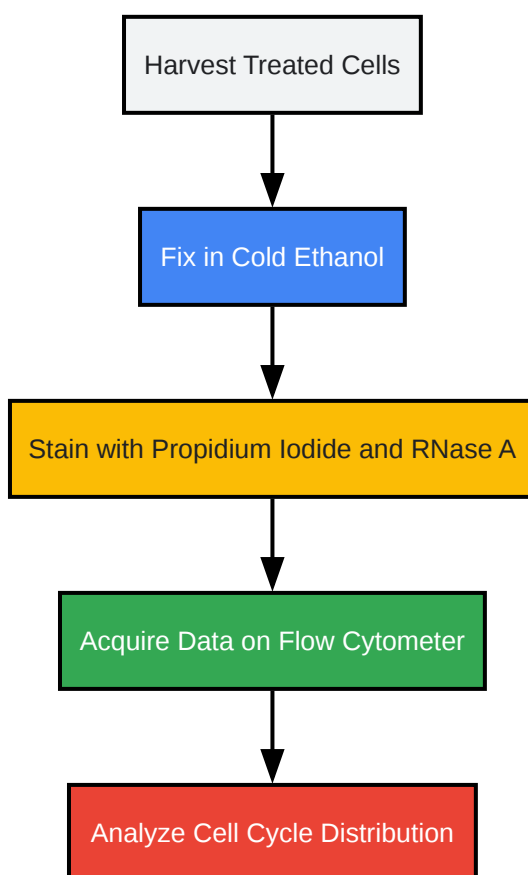 Harvest Treated Cells
Fix in Cold Ethanol
Stain with Propidium Iodide and RNase A
Acquire Data on Flow Cytometer
Analyze Cell Cycle Distribution